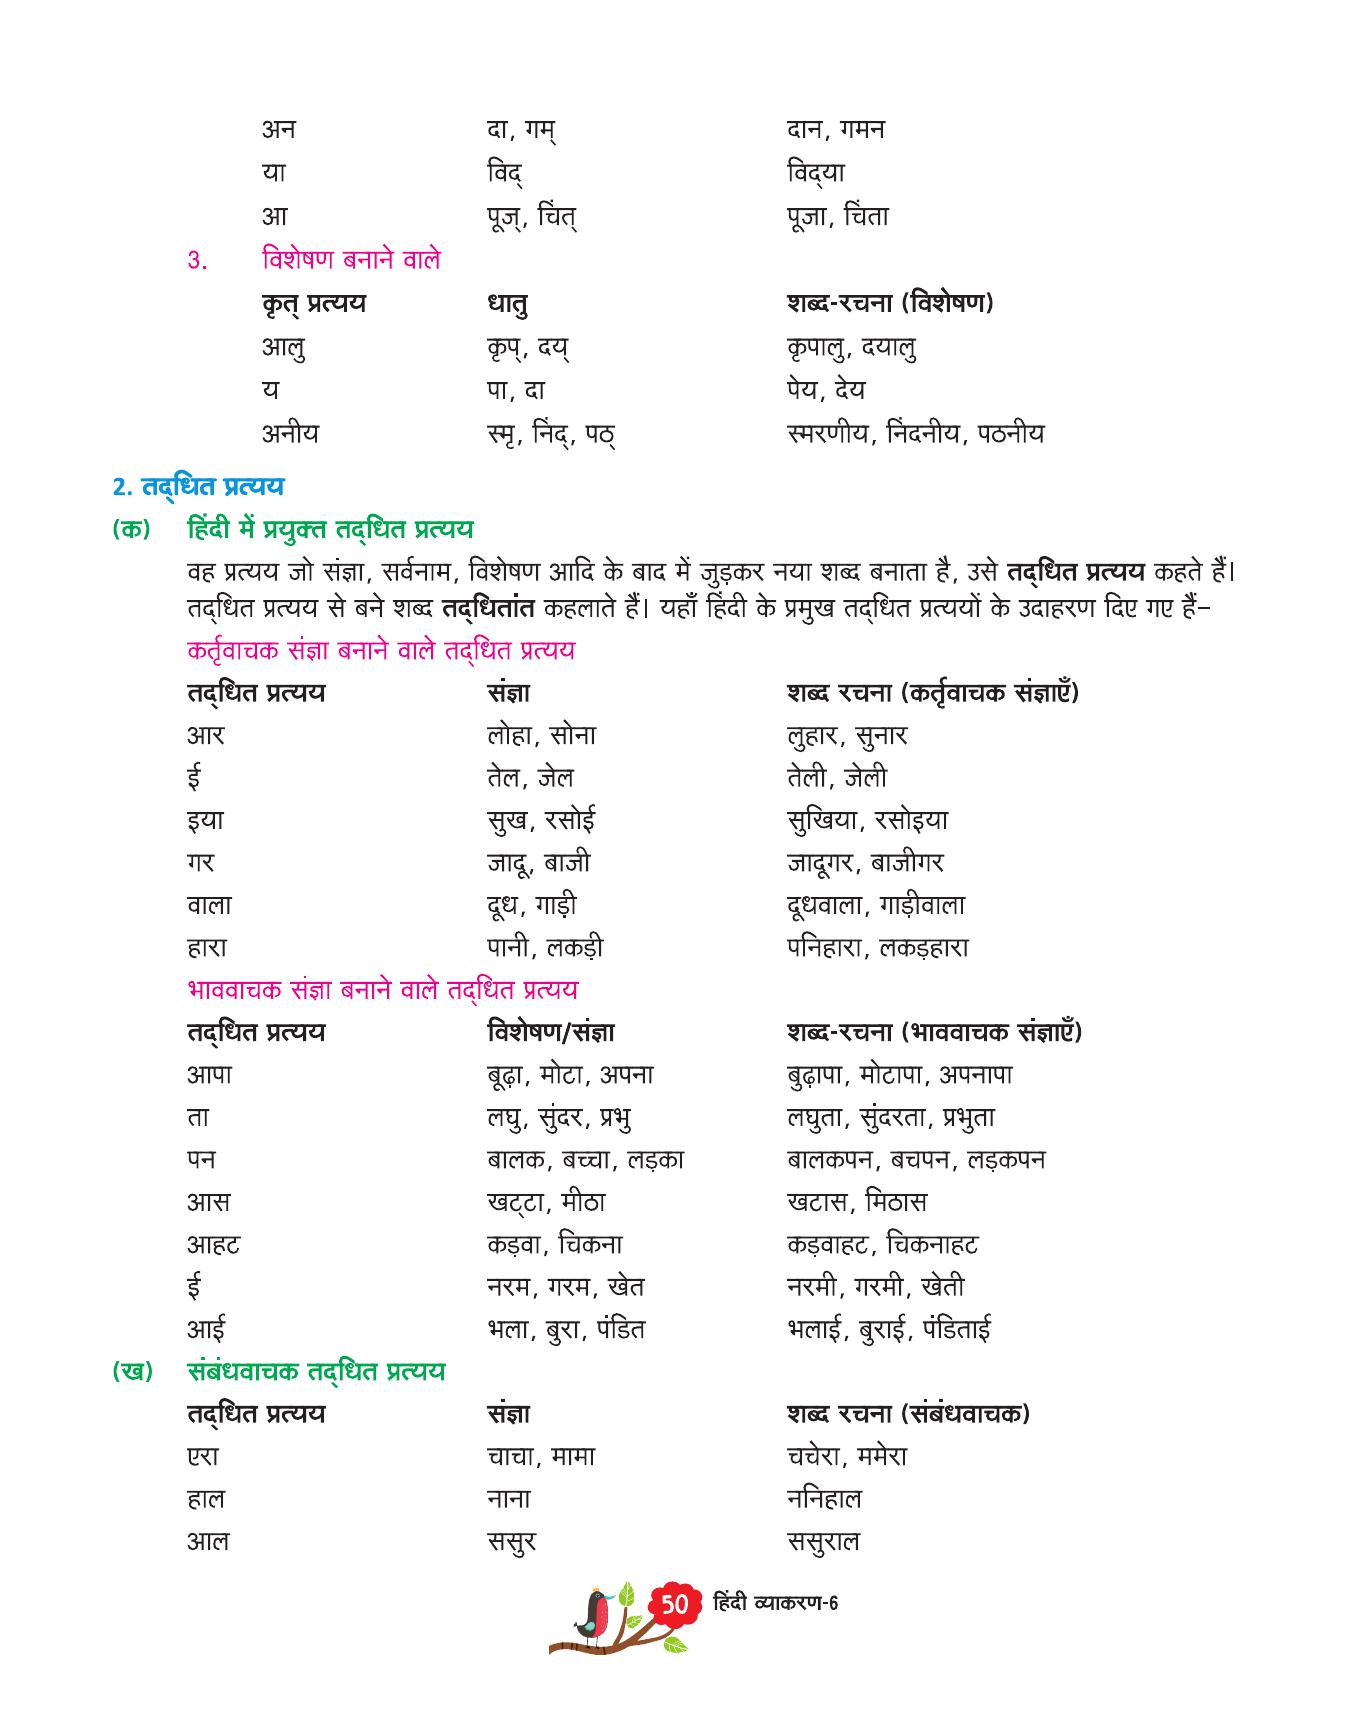 अन दा, गम् दान, गमन
या विद् विद्‌या
आ पूज्, चिंत् पूजा, चिंता
3. विशेषण बनाने वाले
कृत् प्रत्यय धातु शब्द-रचना (विशेषण)
आलु कृप्, दय् कृपालु, दयालु
य पा, दा पेय, देय
अनीय स्मृ, निंद्, पठ् स्मरणीय, निंदनीय, पठनीय
2. तद्‌धित प्रत्यय
(क) हिंदी में प्रयुक्त तद्‌धित प्रत्यय
वह प्रत्यय जो संज्ञा, सर्वनाम, विशेषण आदि के बाद में जुड़कर नया शब्द बनाता है, उसे तद्‌धित प्रत्यय कहते हैं।
तद्‌धित प्रत्यय से बने शब्द तद्‌धितांत कहलाते हैं। यहाँ हिंदी के प्रमुख तद्‌धित प्रत्ययों के उदाहरण दिए गए हैं–
कर्तृवाचक संज्ञा बनाने वाले तद्‌धित प्रत्यय
तद्‌धित प्रत्यय संज्ञा शब्द रचना (कर्तृवाचक संज्ञाएँ)
आर लोहा, सोना लुहार, सुनार
ई तेल, जेल तेली, जेली
इया सुख, रसोई सुखिया, रसोइया
गर जादू, बाजी जादूगर, बाजीगर
वाला दूध, गाड़ी दूधवाला, गाड़ीवाला
हारा पानी, लकड़ी पनिहारा, लकड़हारा
भाववाचक संज्ञा बनाने वाले तद्‌धित प्रत्यय
तद्‌धित प्रत्यय विशेषण/संज्ञा शब्द-रचना (भाववाचक संज्ञाएँ)
आपा बूढ़ा, मोटा, अपना बुढ़ापा, मोटापा, अपनापा
ता लघु, सुंदर, प्रभु लघुता, सुंदरता, प्रभुता
पन बालक, बच्चा, लड़का बालकपन, बचपन, लड़कपन
आस खट्‌टा, मीठा खटास, मिठास
आहट कड़वा, चिकना कड़वाहट, चिकनाहट
ई नरम, गरम, खेत नरमी, गरमी, खेती
आई भला, बुरा, पंडित भलाई, बुराई, पंडिताई
(ख) संबंधवाचक तद्‌धित प्रत्यय
तद्‌धित प्रत्यय संज्ञा शब्द रचना (संबंधवाचक)
एरा चाचा, मामा चचेरा, ममेरा
हाल नाना ननिहाल
आल ससुर ससुराल
50 हिंदी व्याकरण-6